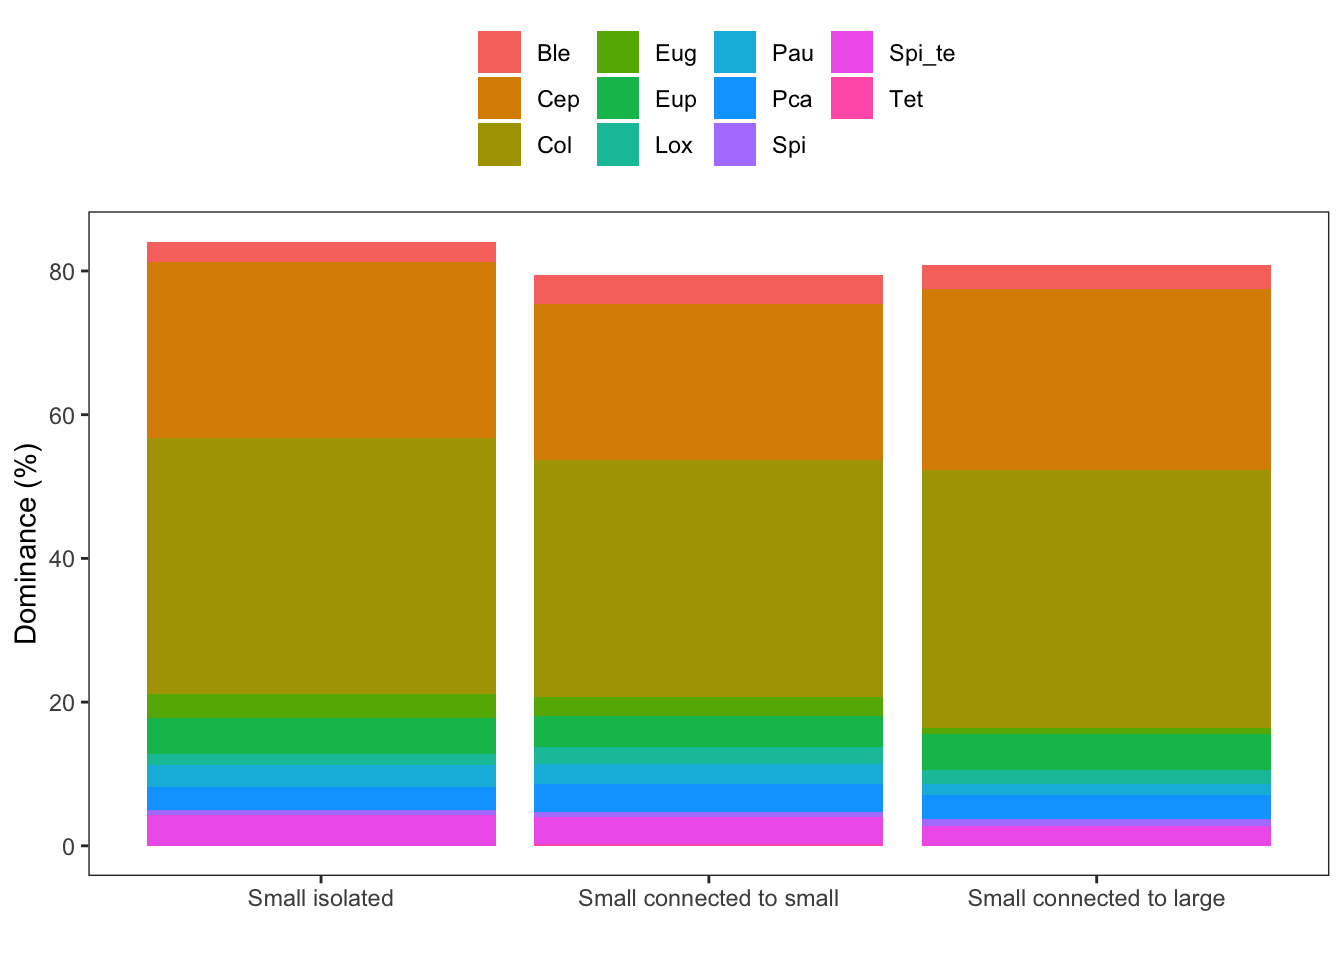 Ble Eug Pau Spi_te
Cep Eup Pca Tet
Col Lox Spi
Dominance (%)
80
60
40
20
0
Small isolated Small connected to small Small connected to large